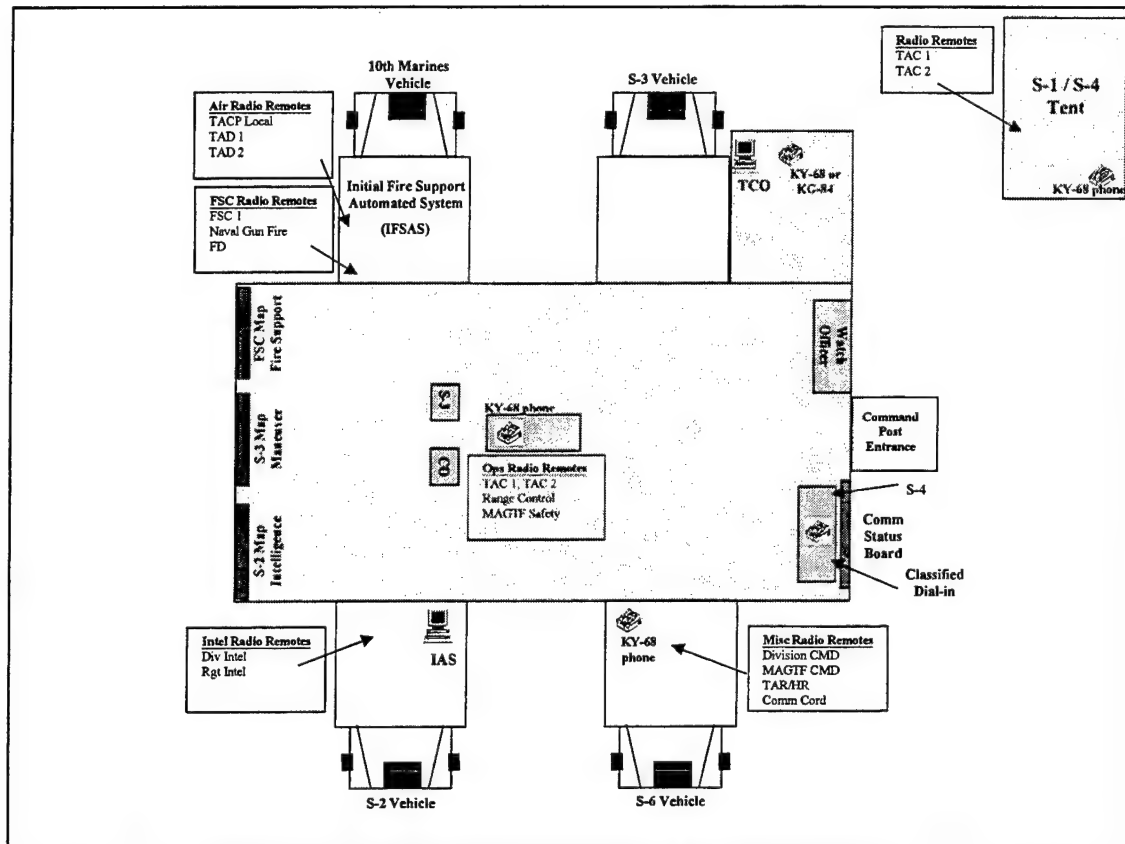 10th Marines
Vehicle
S-3 Vehicle
Radio Remotes
TAC 1
TAC 2
S-1 / S-4
Tent
KY-68 phone
Air Radio Remotes
TACP Local
TAD 1
TAD 2
FSC Radio Remotes
FSC 1
Naval Gun Fire
FD
Initial Fire Support
Automated System
(IFSAS)
TCO
KY-68 or
KG-84
FSC Map
Fire Support
S-3 Map
Maneuver
S-2 Map
Intelligence
S-3
CO
KY-68 phone
Ops Radio Remotes
TAC 1, TAC 2
Range Control
MAGTF Safety
Watch
Officer
Command
Post
Entrance
S-4
Comm
Status
Board
Classified
Dial-in
Intel Radio Remotes
Div Intel
Rgt Intel
IAS
KY-68
phone
Misc Radio Remotes
Division CMD
MAGTF CMD
TAR/HR
Comm Cord
S-2 Vehicle
S-6 Vehicle